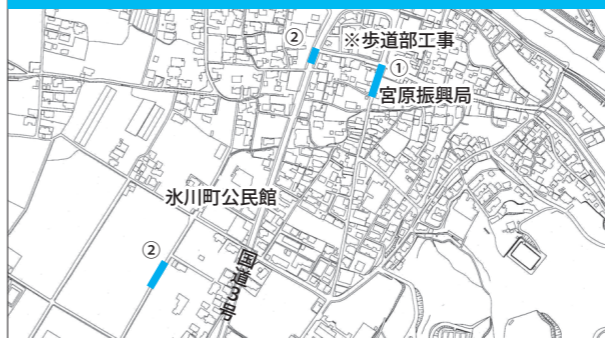 ②
※歩道部工事
①
宮原振興局
氷川町公民館
②
国道3号